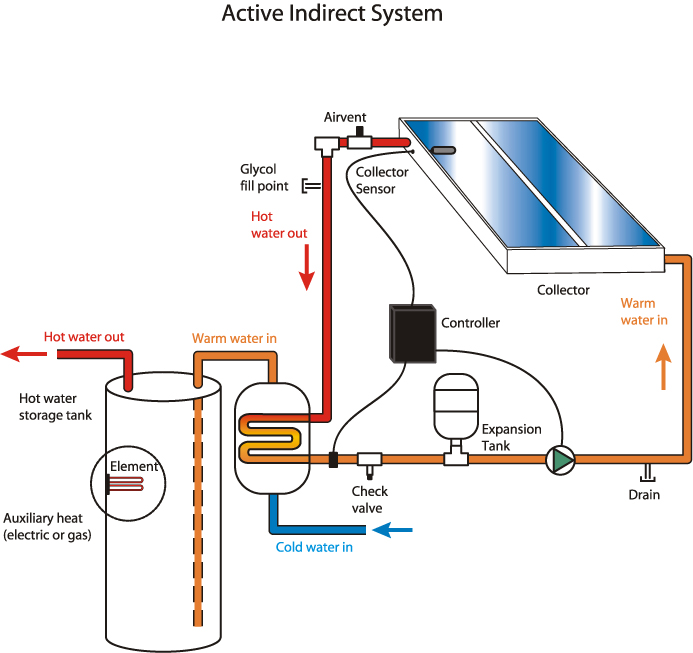 Active Indirect System
Airvent
Glycol
fill point
Collector
Sensor
Hot
water out
Collector
Warm
water in
Controller
Hot water out
Warm water in
Hot water
storage tank
Expansion
Tank
Element
Check
valve
Drain
Auxiliary heat
(electric or gas)
Cold water in